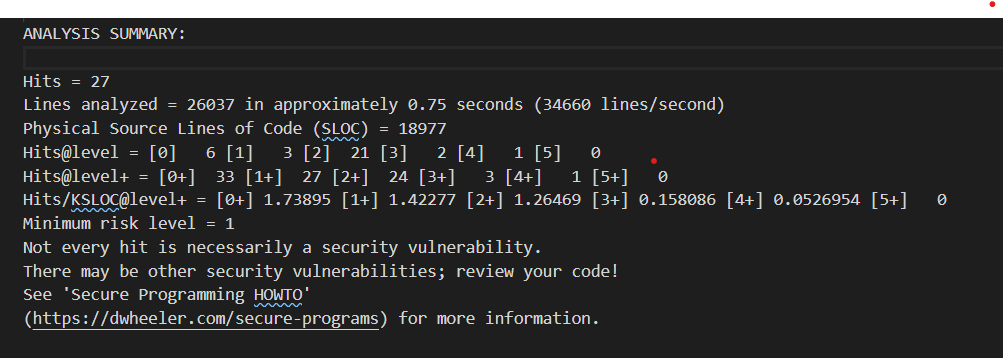 ANALYSIS SUMMARY:
Hits = 27
Lines analyzed = 26037 in approximately 0.75 seconds (34660 lines/second)
Physical Source Lines of Code (SLOC) = 18977
Hits@level = [0]   6 [1]   3 [2]  21 [3]   2 [4]   1 [5]   0
Hits@level+ = [0+]  33 [1+]  27 [2+]  24 [3+]   3 [4+]   1 [5+]   0
Hits/KSLOC@level+ = [0+] 1.73895 [1+] 1.42277 [2+] 1.26469 [3+] 0.158086 [4+] 0.0526954 [5+]   0
Minimum risk level = 1
Not every hit is necessarily a security vulnerability.
There may be other security vulnerabilities; review your code!
See 'Secure Programming HOWTO'
(https://dwheeler.com/secure-programs) for more information.